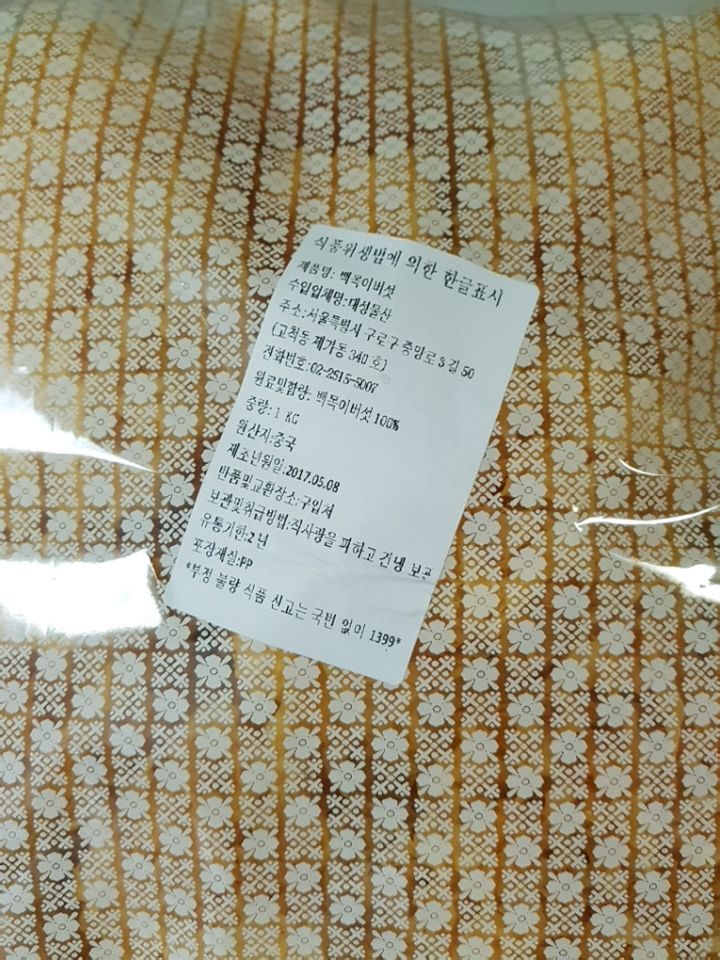 식품위생법에 의한 한글표시
제품명: 백목이버섯
수입업체명:대성물산
주소:서울특별시 구로구 중앙로3길 50
(고척동 제가동 340호)
전화번호:02-2515-5007
원료및함량: 백목이버섯 100%
중량:1 KG
원산지:중국
제조년월일:2017.05.08
반품및교환장소:구입처
보관및취급방법:직사광을 피하고 건냉 보관
유통기한:2년
포장재실:PP
*부정 불량 식품 신고는 국번 없이 1399*